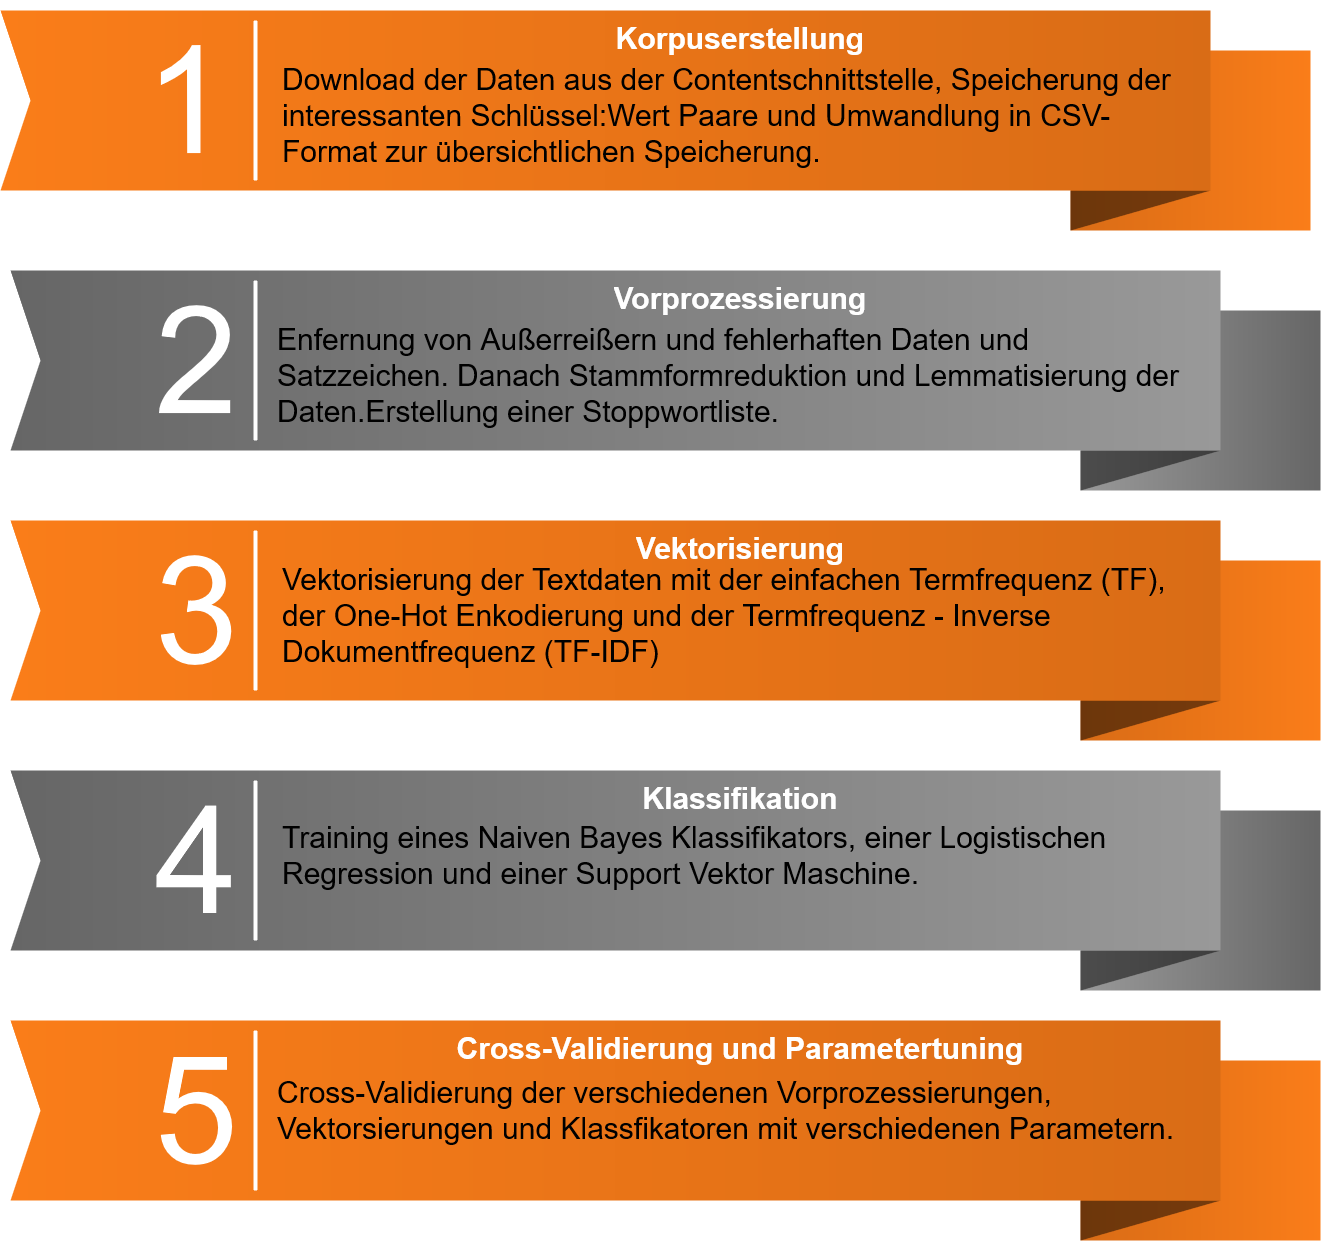 1
Korpuserstellung
Download der Daten aus der Contentschnittstelle, Speicherung der
interessanten Schlüssel:Wert Paare und Umwandlung in CSV-
Format zur übersichtlichen Speicherung.
2
Vorprozessierung
Enfernung von Außerreißern und fehlerhaften Daten und
Satzzeichen. Danach Stammformreduktion und Lemmatisierung der
Daten.Erstellung einer Stoppwortliste.
3
Vektorisierung
Vektorisierung der Textdaten mit der einfachen Termfrequenz (TF),
der One-Hot Enkodierung und der Termfrequenz - Inverse
Dokumentfrequenz (TF-IDF)
4
Klassifikation
Training eines Naiven Bayes Klassifikators, einer Logistischen
Regression und einer Support Vektor Maschine.
5
Cross-Validierung und Parametertuning
Cross-Validierung der verschiedenen Vorprozessierungen,
Vektorsierungen und Klassfikatoren mit verschiedenen Parametern.